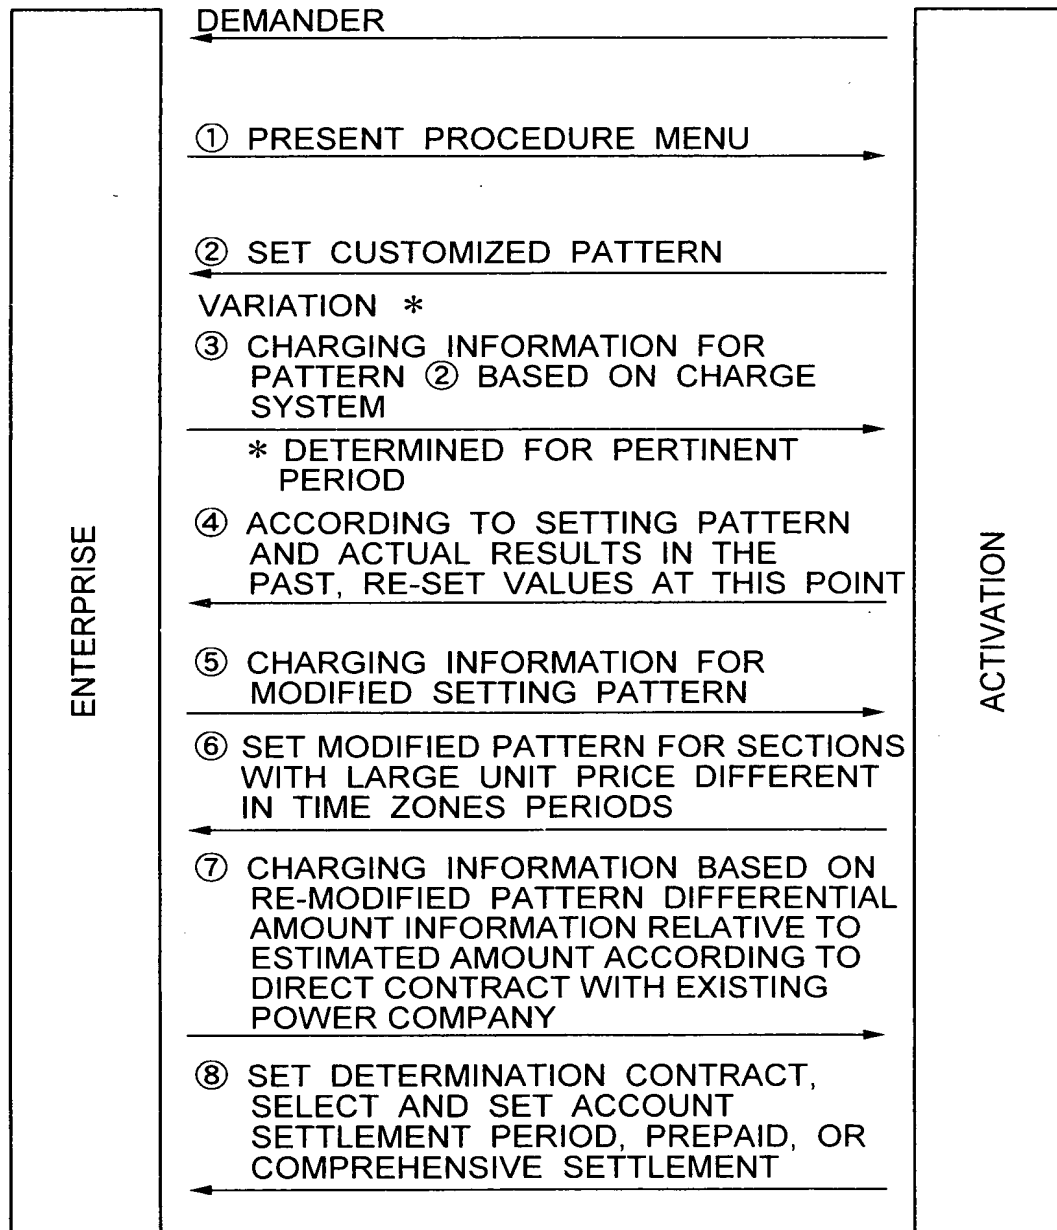 DEMANDER
① PRESENT PROCEDURE MENU
② SET CUSTOMIZED PATTERN
VARIATION *
③ CHARGING INFORMATION FOR
PATTERN ② BASED ON CHARGE
SYSTEM
* DETERMINED FOR PERTINENT
PERIOD
④ ACCORDING TO SETTING PATTERN
AND ACTUAL RESULTS IN THE
PAST, RE-SET VALUES AT THIS POINT
⑤ CHARGING INFORMATION FOR
MODIFIED SETTING PATTERN
⑥ SET MODIFIED PATTERN FOR SECTIONS
WITH LARGE UNIT PRICE DIFFERENT
IN TIME ZONES PERIODS
⑦ CHARGING INFORMATION BASED ON
RE-MODIFIED PATTERN DIFFERENTIAL
AMOUNT INFORMATION RELATIVE TO
ESTIMATED AMOUNT ACCORDING TO
DIRECT CONTRACT WITH EXISTING
POWER COMPANY
⑧ SET DETERMINATION CONTRACT,
SELECT AND SET ACCOUNT
SETTLEMENT PERIOD, PREPAID, OR
COMPREHENSIVE SETTLEMENT
ENTERPRISE
ACTIVATION